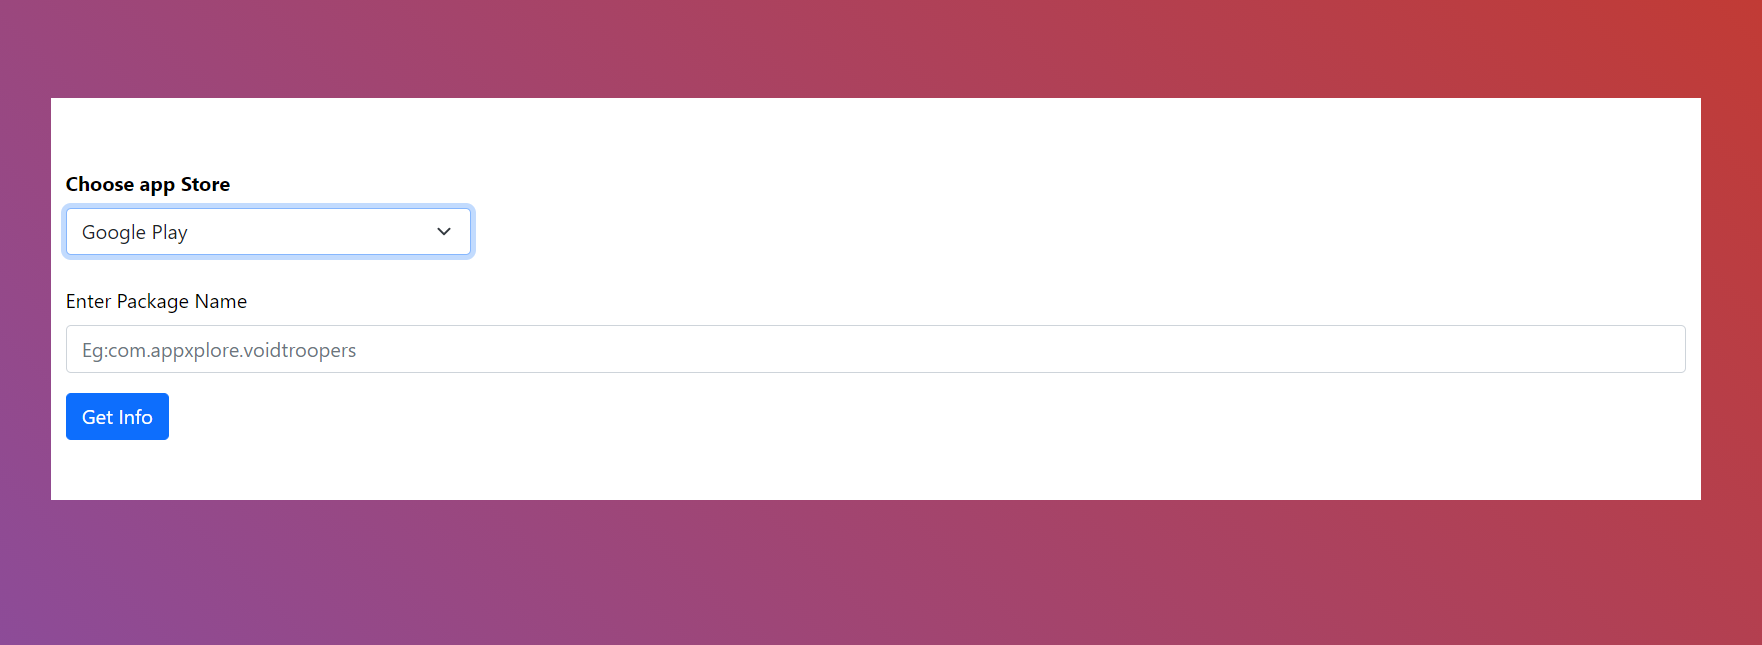 Choose app Store
Google Play
Enter Package Name
Eg:com.appxplore.voidtroopers
Get Info